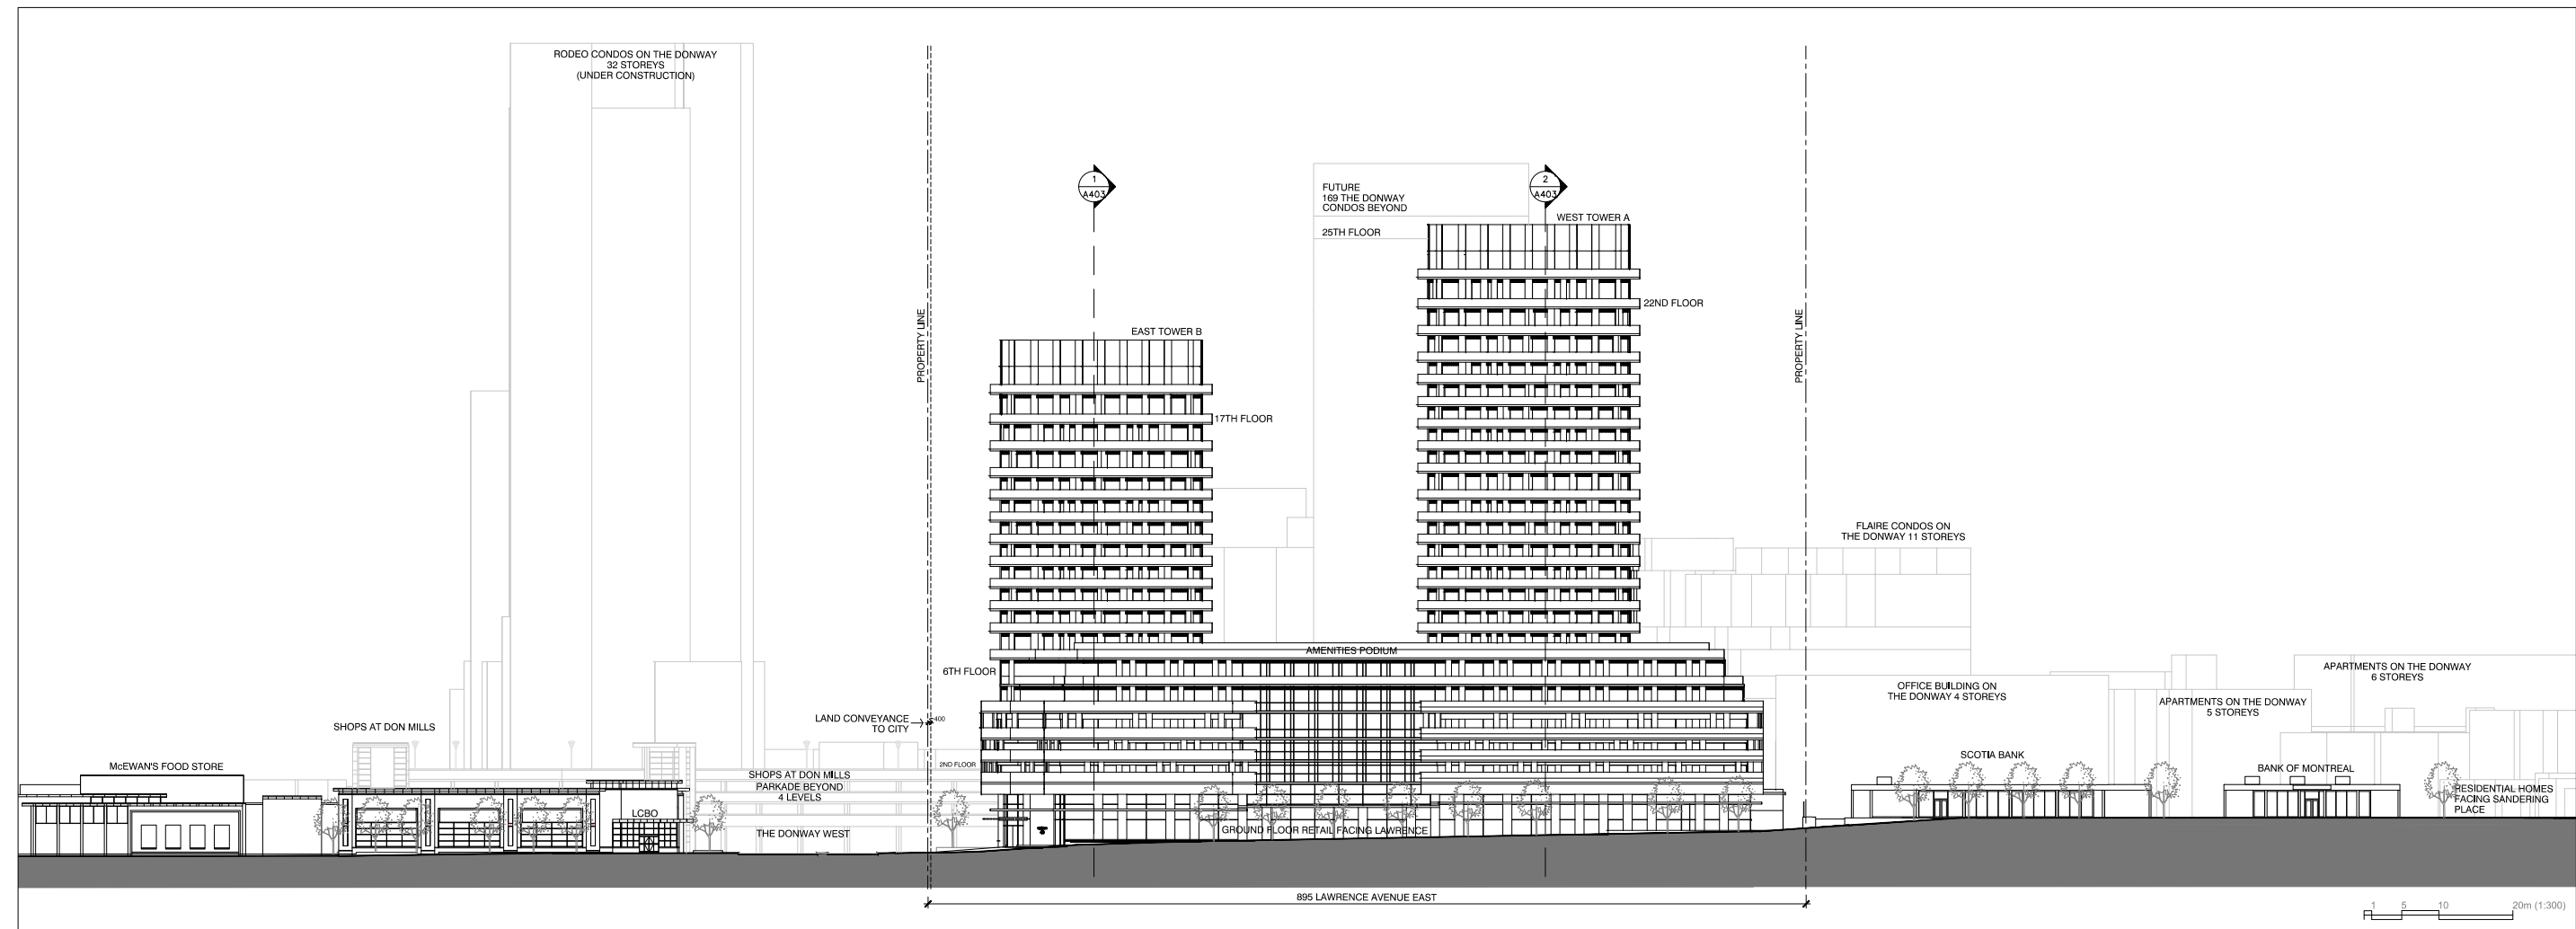 RODEO CONDOS ON THE DONWAY
32 STOREYS
(UNDER CONSTRUCTION)
1
A403
2
A403
FUTURE
169 THE DONWAY
CONDOS BEYOND
25TH FLOOR
WEST TOWER A
22ND FLOOR
EAST TOWER B
17TH FLOOR
PROPERTY LINE
PROPERTY LINE
FLAIRE CONDOS ON
THE DONWAY 11 STOREYS
AMENITIES PODIUM
6TH FLOOR
APARTMENTS ON THE DONWAY
6 STOREYS
OFFICE BUILDING ON
THE DONWAY 4 STOREYS
APARTMENTS ON THE DONWAY
5 STOREYS
LAND CONVEYANCE
TO CITY
400
SHOPS AT DON MILLS
2ND FLOOR
McEWAN'S FOOD STORE
SHOPS AT DON MILLS
PARKADE BEYOND
4 LEVELS
SCOTIA BANK
BANK OF MONTREAL
RESIDENTIAL HOMES
FACING SANDERING
PLACE
LCBO
THE DONWAY WEST
GROUND FLOOR RETAIL FACING LAWRENCE
895 LAWRENCE AVENUE EAST
1 5 10 20m (1:300)